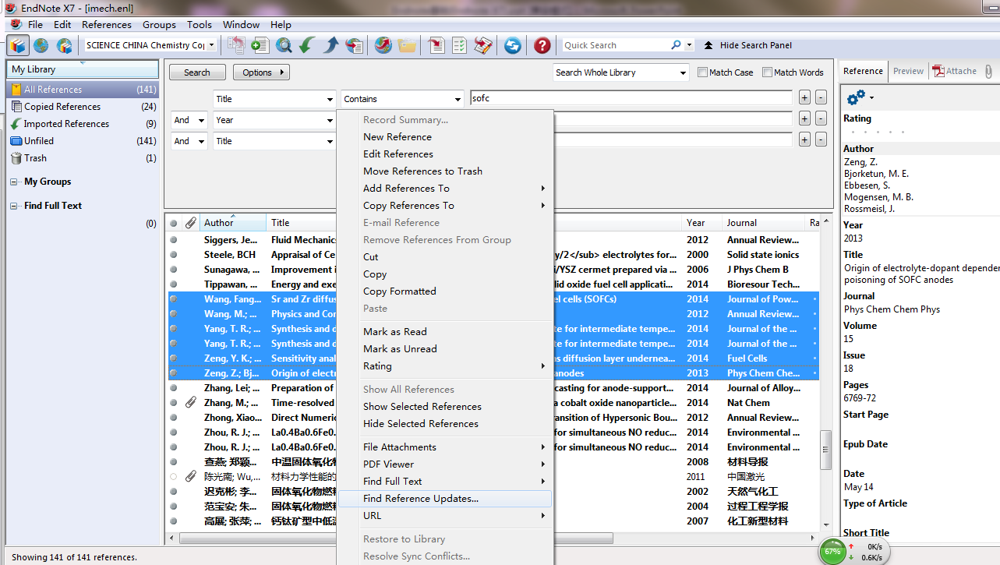 EndNote X7 - [imech.enl]
File Edit References Groups Tools Window Help
SCIENCE CHINA Chemistry Co
Quick Search
Hide Search Panel
My Library
All References (141)
Copied References (24)
Imported References (9)
Unfiled (141)
Trash (1)
My Groups
Find Full Text
(0)
Search Options
Search Whole Library Match Case Match Words
Title Contains sofc + -
And Year + -
And Title + -
Record Summary...
New Reference
Edit References
Move References to Trash
Add References To
Copy References To
E-mail Reference
Remove References From Group
Cut
Copy
Copy Formatted
Paste
Mark as Read
Mark as Unread
Rating
Show All References
Show Selected References
Hide Selected References
File Attachments
PDF Viewer
Find Full Text
Find Reference Updates...
URL
Restore to Library
Resolve Sync Conflicts...
Author Title Year Journal Ra
Siggers, Je... Fluid Mechanic 2012 Annual Review...
Steele, BCH Appraisal of Ce y/2</sub> electrolytes for... 2000 Solid state ionics
Sunagawa, ... Improvement i i/YSZ cermet prepared via ... 2006 J Phys Chem B
Tippawan, ... Energy and exe lid oxide fuel cell applicati... 2014 Bioresour Tech...
Wang, Fang... Sr and Zr diffus el cells (SOFCs) 2014 Journal of Pow...
Wang, M.; ... Physics and Co 2012 Annual Review...
Yang, T. R.; ... Synthesis and d te for intermediate tempe... 2014 Journal of the ...
Yang, T. R.; ... Synthesis and d te for intermediate tempe... 2014 Journal of the ...
Zeng, Y. K.; ... Sensitivity anal as diffusion layer undernea... 2014 Fuel Cells
Zeng, Z.; Bj... Origin of electr anodes 2013 Phys Chem Che...
Zhang, Lei; ... Preparation of casting for anode-support... 2014 Journal of Alloy...
Zhang, M.; ... Time-resolved a cobalt oxide nanoparticle... 2014 Nat Chem
Zhong, Xiao... Direct Numeric ransition of Hypersonic Bou... 2012 Annual Review...
Zhou, R. J.; ... La0.4Ba0.6Fe0. for simultaneous NO reduc... 2014 Environmental ...
Zhou, R. J.; ... La0.4Ba0.6Fe0. for simultaneous NO reduc... 2014 Environmental ...
查燕; 郑颖... 中温固体氧化物 2008 材料导报
陈光南; Wu,... 材料力学性能的 2011 中国激光
迟克彬; 李... 固体氧化物燃料 2002 天然气化工
范宝安; 朱... 固体氧化物燃料 2004 过程工程学报
高展; 张萍; ... 钙钛矿型中低温 2007 化工新型材料
Reference Preview Attache
Rating
Author
Zeng, Z.
Bjorketun, M. E.
Ebbesen, S.
Mogensen, M. B.
Rossmeisl, J.
Year
2013
Title
Origin of electrolyte-dopant dependen
poisoning of SOFC anodes
Journal
Phys Chem Chem Phys
Volume
15
Issue
18
Pages
6769-72
Start Page
Epub Date
Date
May 14
Type of Article
Short Title
67% 0K/s
0.6K/s
Showing 141 of 141 references.